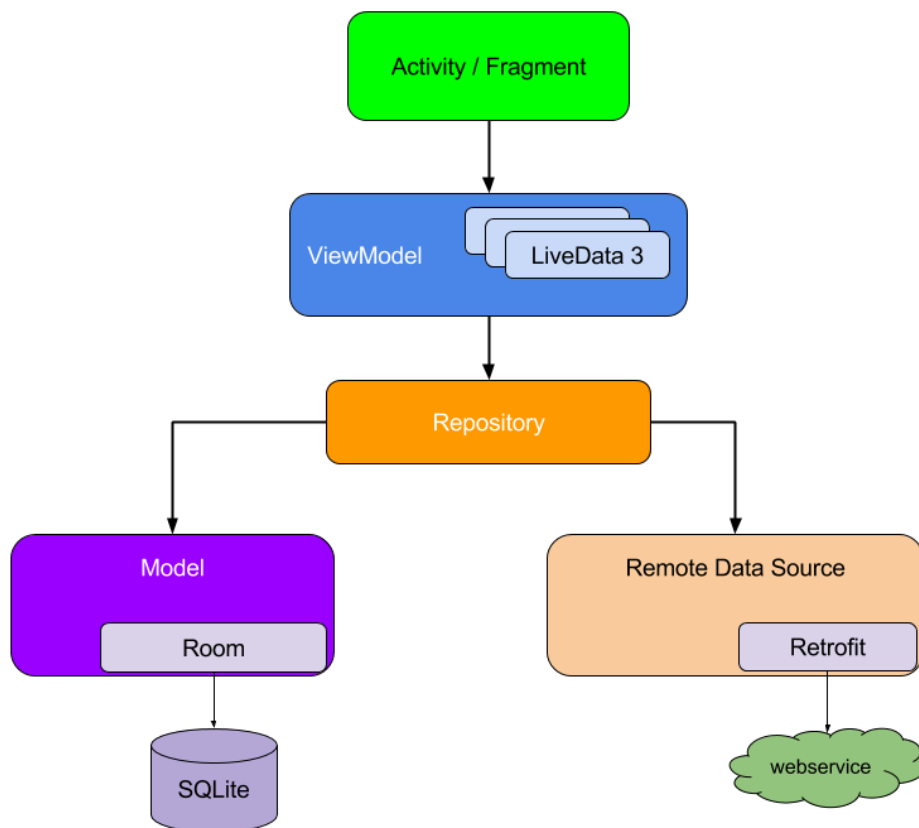 Activity / Fragment
ViewModel
LiveData 3
Repository
Model
Remote Data Source
Room
Retrofit
SQLite
webservice